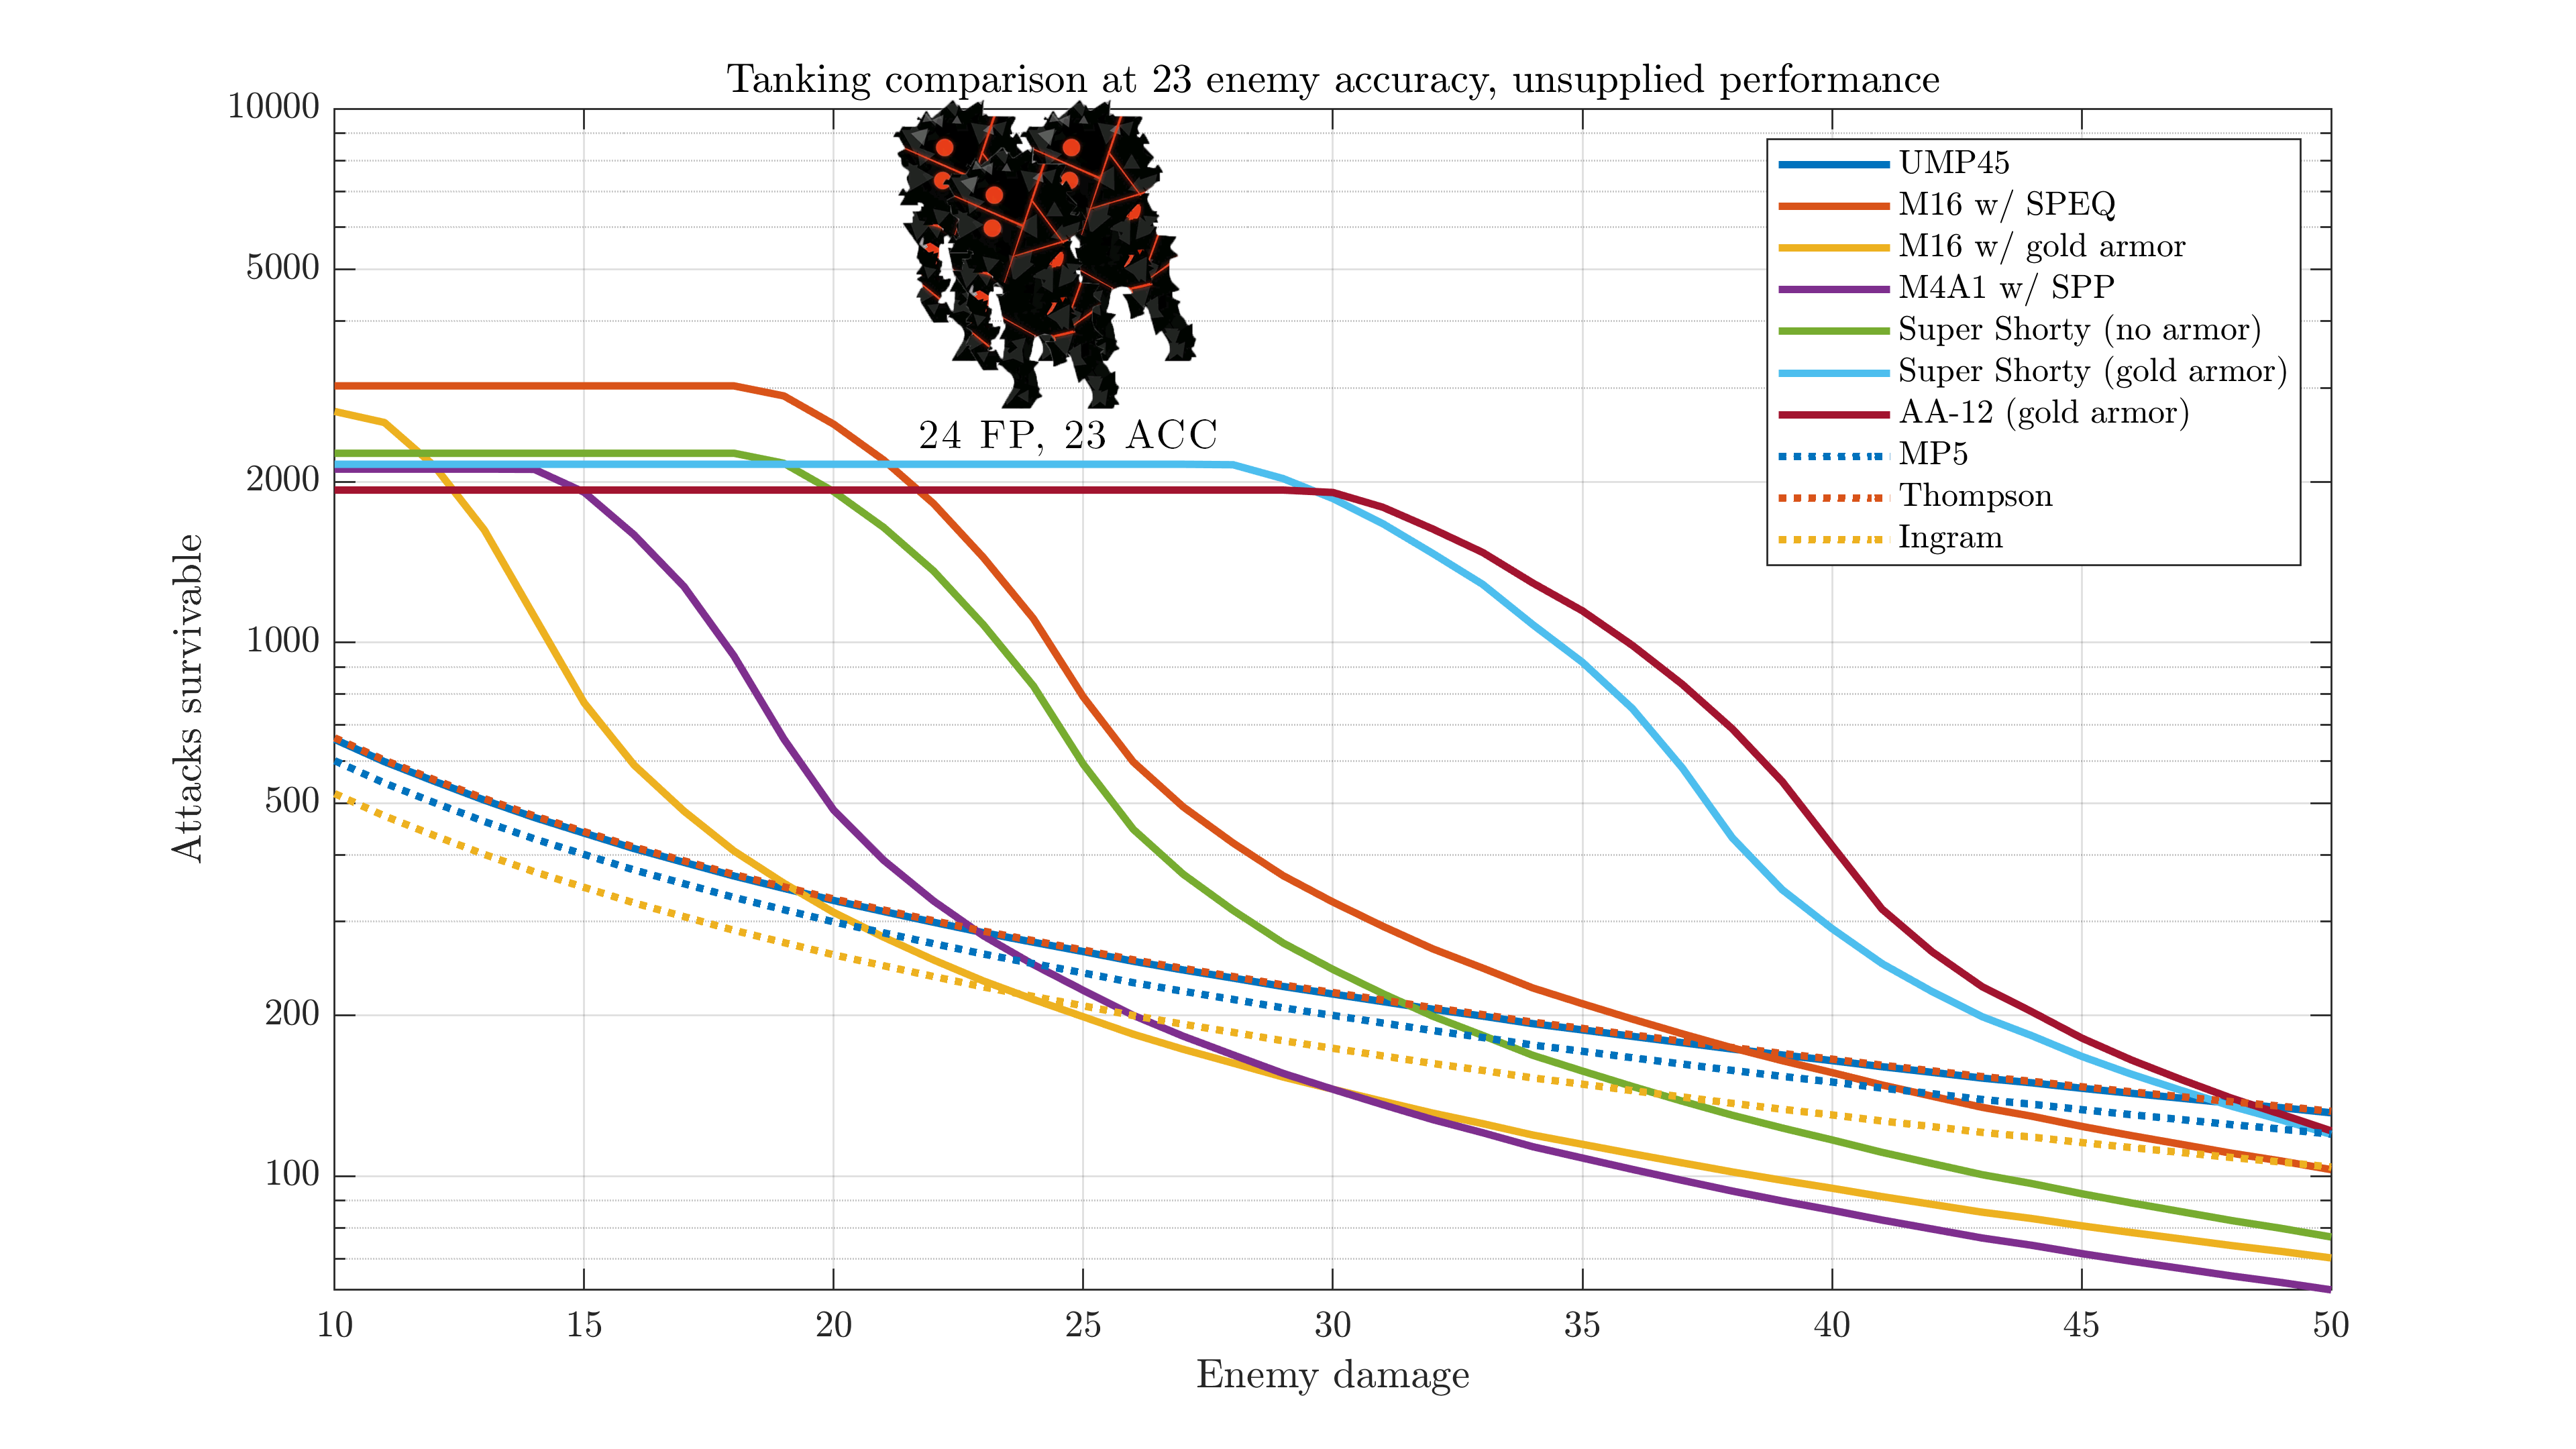 Tanking comparison at 23 enemy accuracy, unsupplied performance
10000
5000
2000
1000
500
200
100
Attacks survivable
24 FP, 23 ACC
UMP45
M16 w/ SPEQ
M16 w/ gold armor
M4A1 w/ SPP
Super Shorty (no armor)
Super Shorty (gold armor)
AA-12 (gold armor)
MP5
Thompson
Ingram
10 15 20 25 30 35 40 45 50
Enemy damage